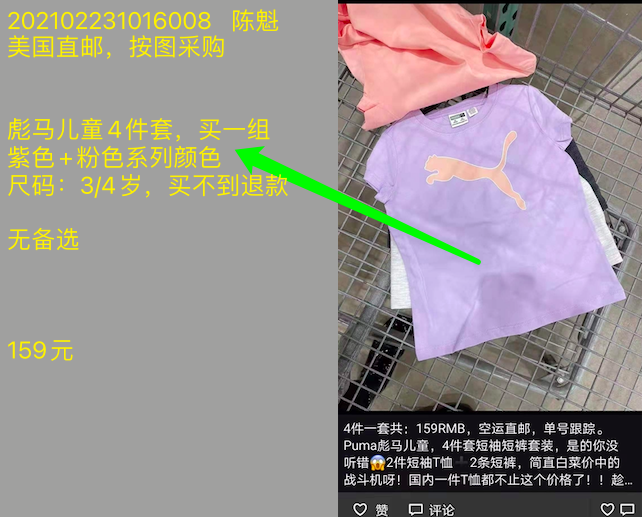 202102231016008 陈魁
美国直邮，按图采购
彪马儿童4件套，买一组
紫色+粉色系列颜色
尺码：3/4岁，买不到退款
无备选
159元
4件一套共：159RMB，空运直邮，单号跟踪。
Puma彪马儿童，4件套短袖短裤套装，是的你没
听错😱2件短袖T恤➕2条短裤，简直白菜价中的
战斗机呀！国内一件T恤都不止这个价格了！！趁...
赞 评论